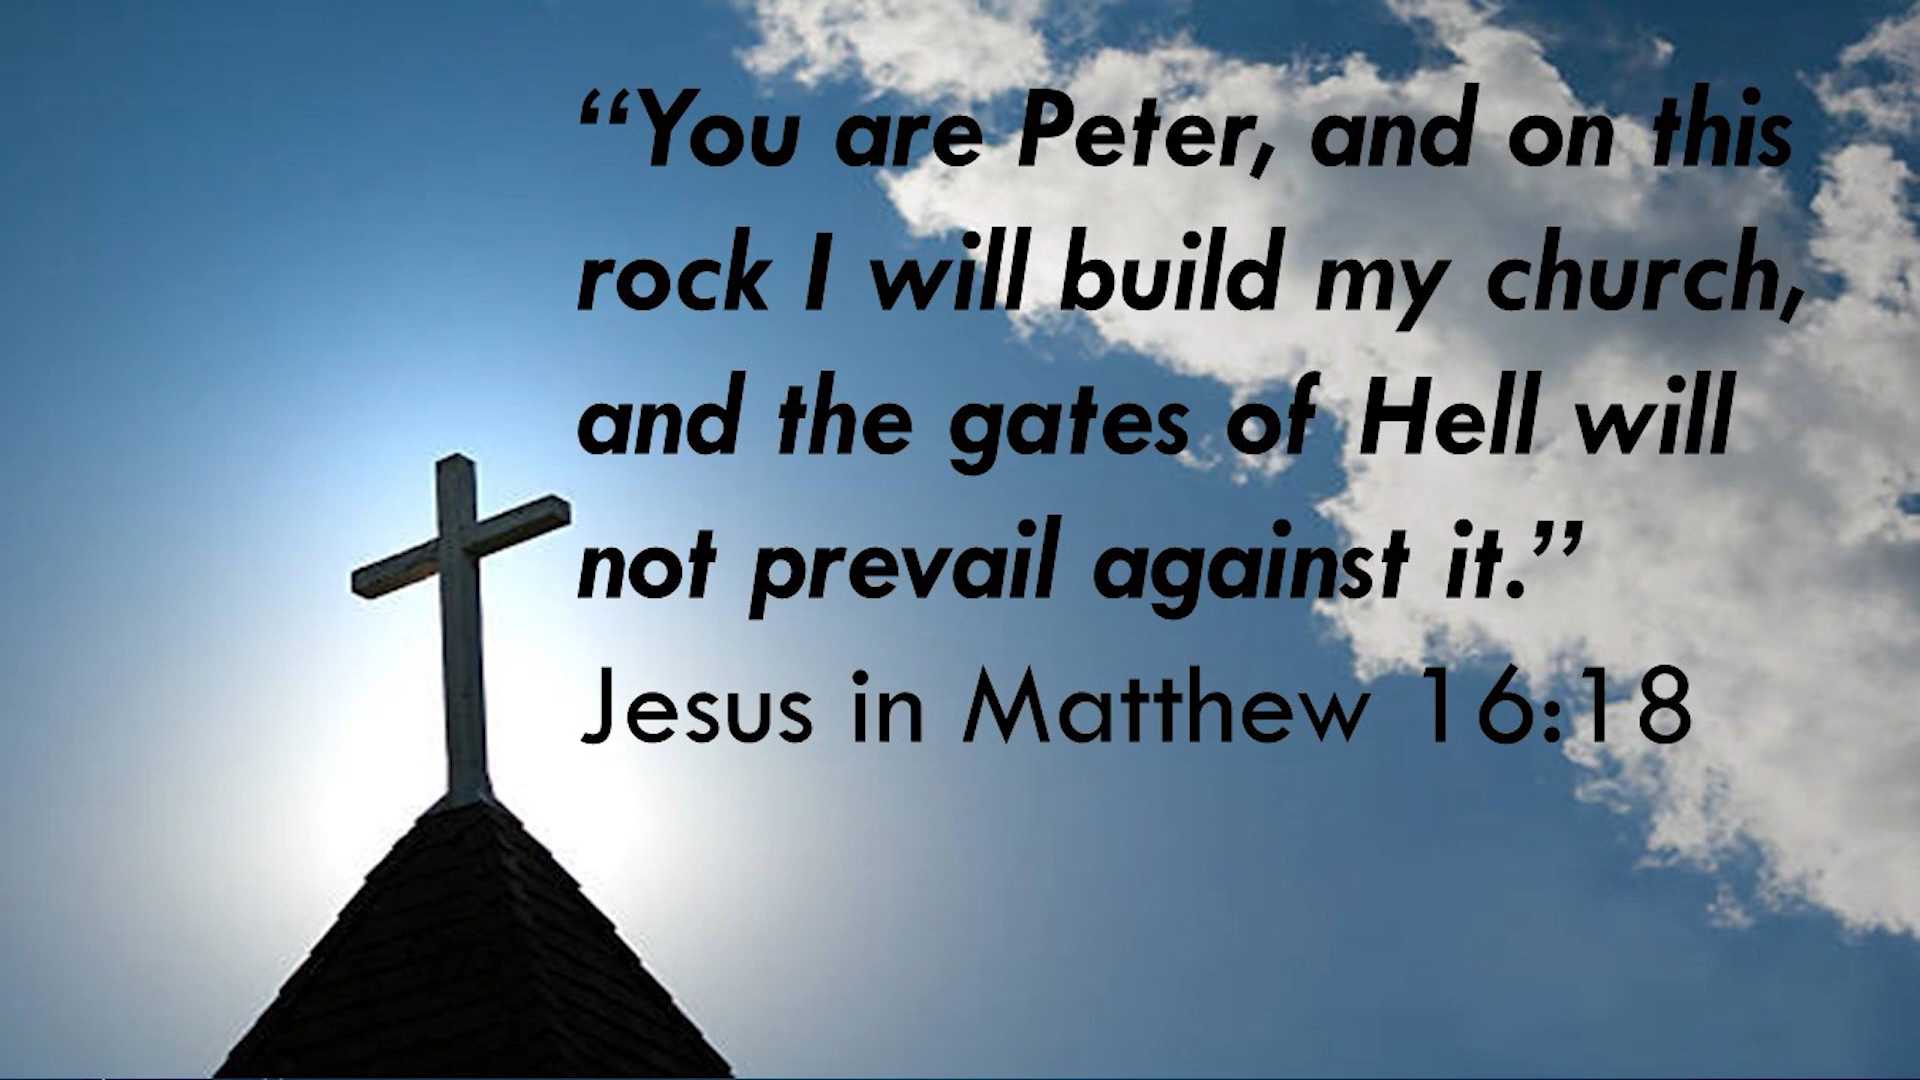 “You are Peter, and on this
rock I will build my church,
and the gates of Hell will
not prevail against it.”
Jesus in Matthew 16:18